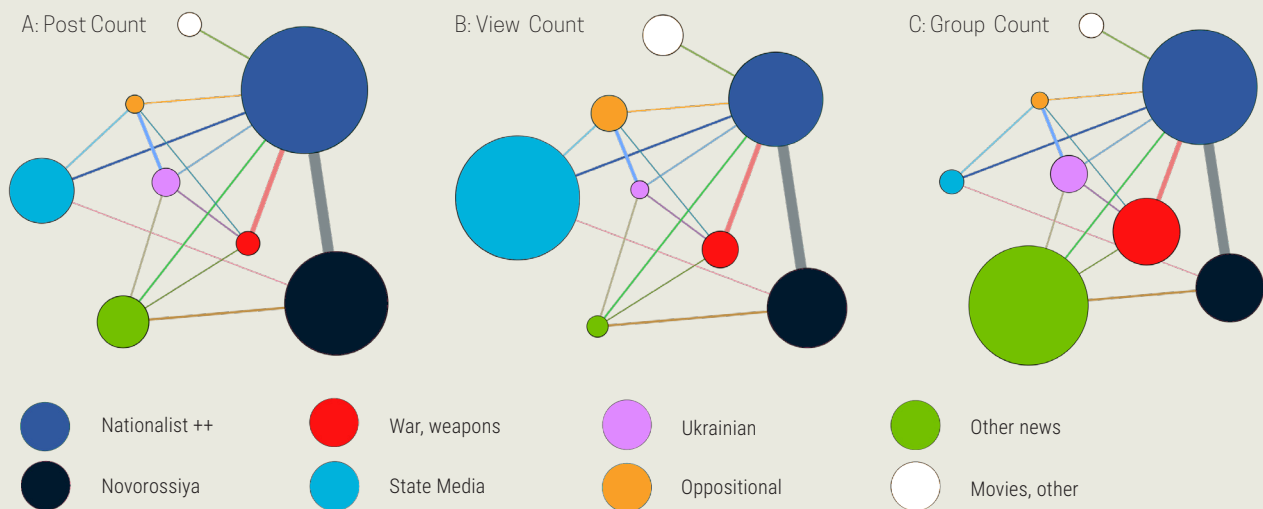 A: Post Count
B: View Count
C: Group Count
Nationalist ++
War, weapons
Ukrainian
Other news
Novorossiya
State Media
Oppositional
Movies, other